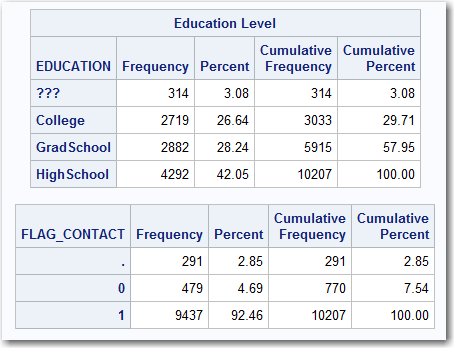 Education Level
EDUCATION Frequency Percent Cumulative Frequency Cumulative Percent
??? 314 3.08 314 3.08
College 2719 26.64 3033 29.71
GradSchool 2882 28.24 5915 57.95
HighSchool 4292 42.05 10207 100.00
FLAG_CONTACT Frequency Percent Cumulative Frequency Cumulative Percent
. 291 2.85 291 2.85
0 479 4.69 770 7.54
1 9437 92.46 10207 100.00